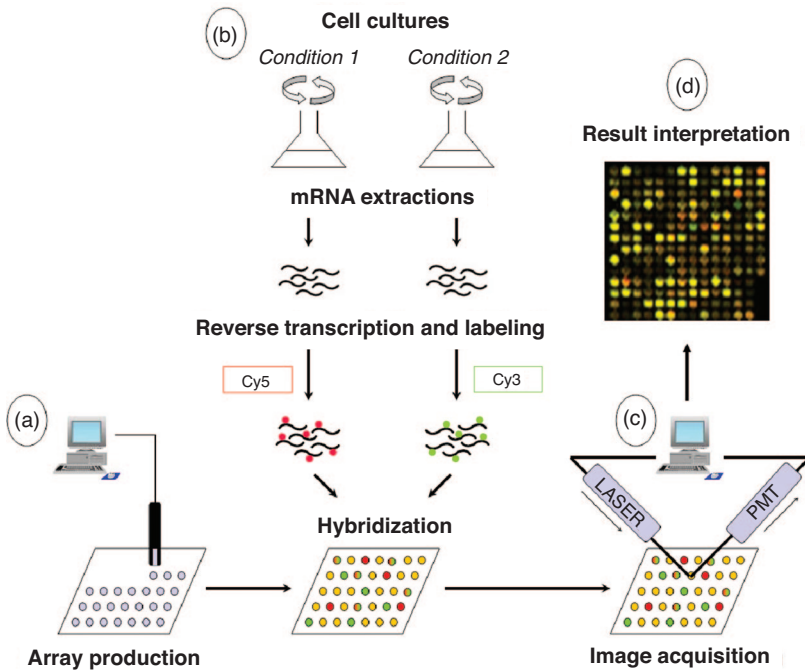 (b)
Cell cultures
Condition 1
Condition 2
mRNA extractions
Reverse transcription and labeling
Cy5
Cy3
Hybridization
(a)
Array production
(c)
LASER
PMT
Image acquisition
(d)
Result interpretation